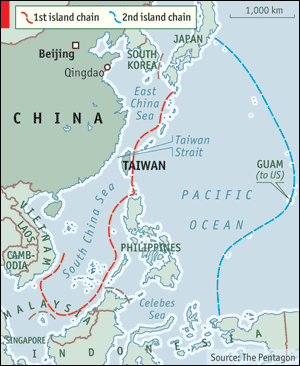 1st island chain
2nd island chain
1,000 km
JAPAN
Beijing
SOUTH
KOREA
Qingdao
East
China
Sea
CHINA
Taiwan
Strait
TAIWAN
GUAM
(to US)
PACIFIC
OCEAN
South China Sea
VIETNAM
LAOS
CAMB-
ODIA
PHILIPPINES
MALAYSIA
Celebes
Sea
SINGAPORE
INDONESIA
Source: The Pentagon